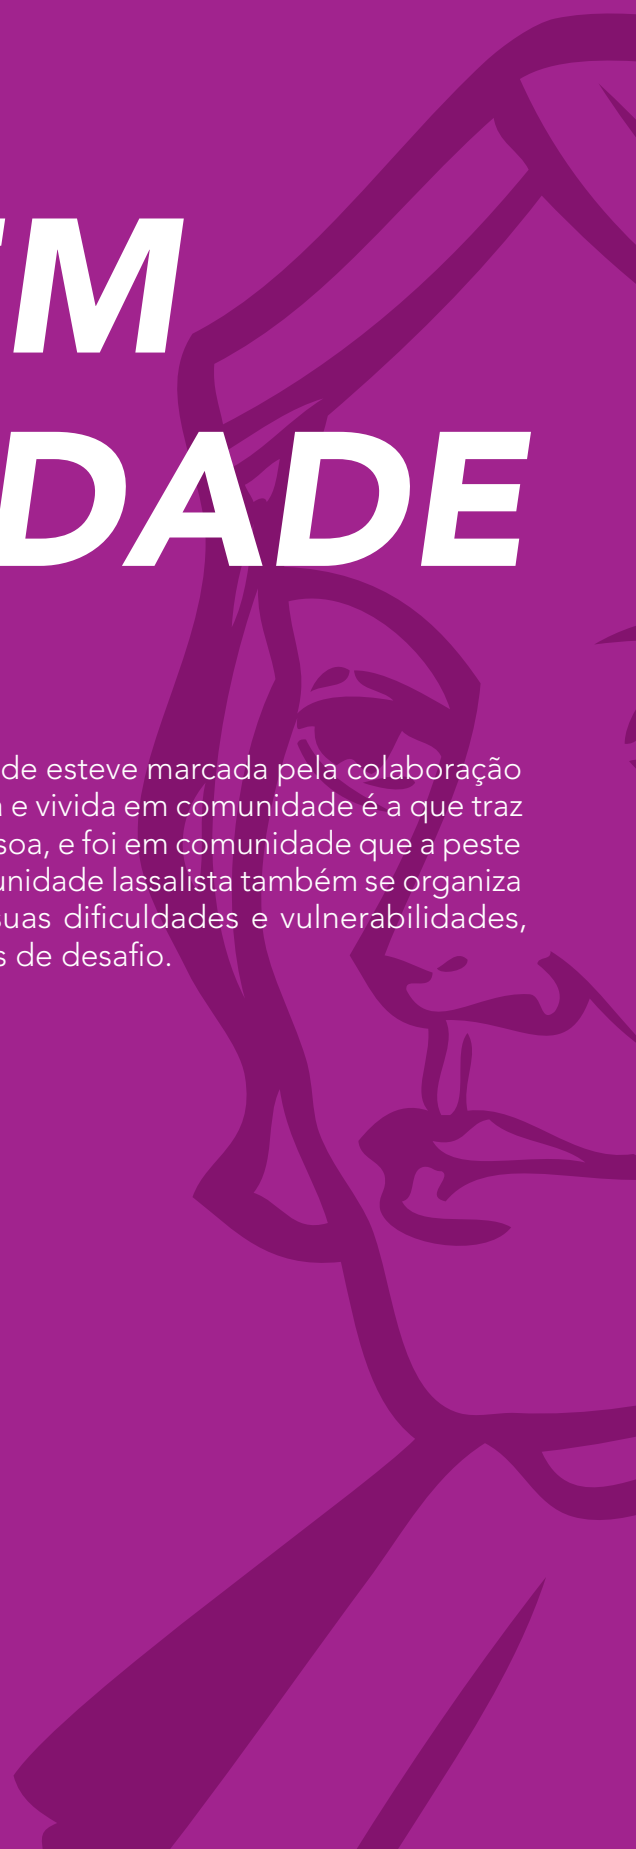 EM
DADE
de esteve marcada pela colaboração
e vivida em comunidade é a que traz
soa, e foi em comunidade que a peste
unidade lassalista também se organiza
suas dificuldades e vulnerabilidades,
s de desafio.